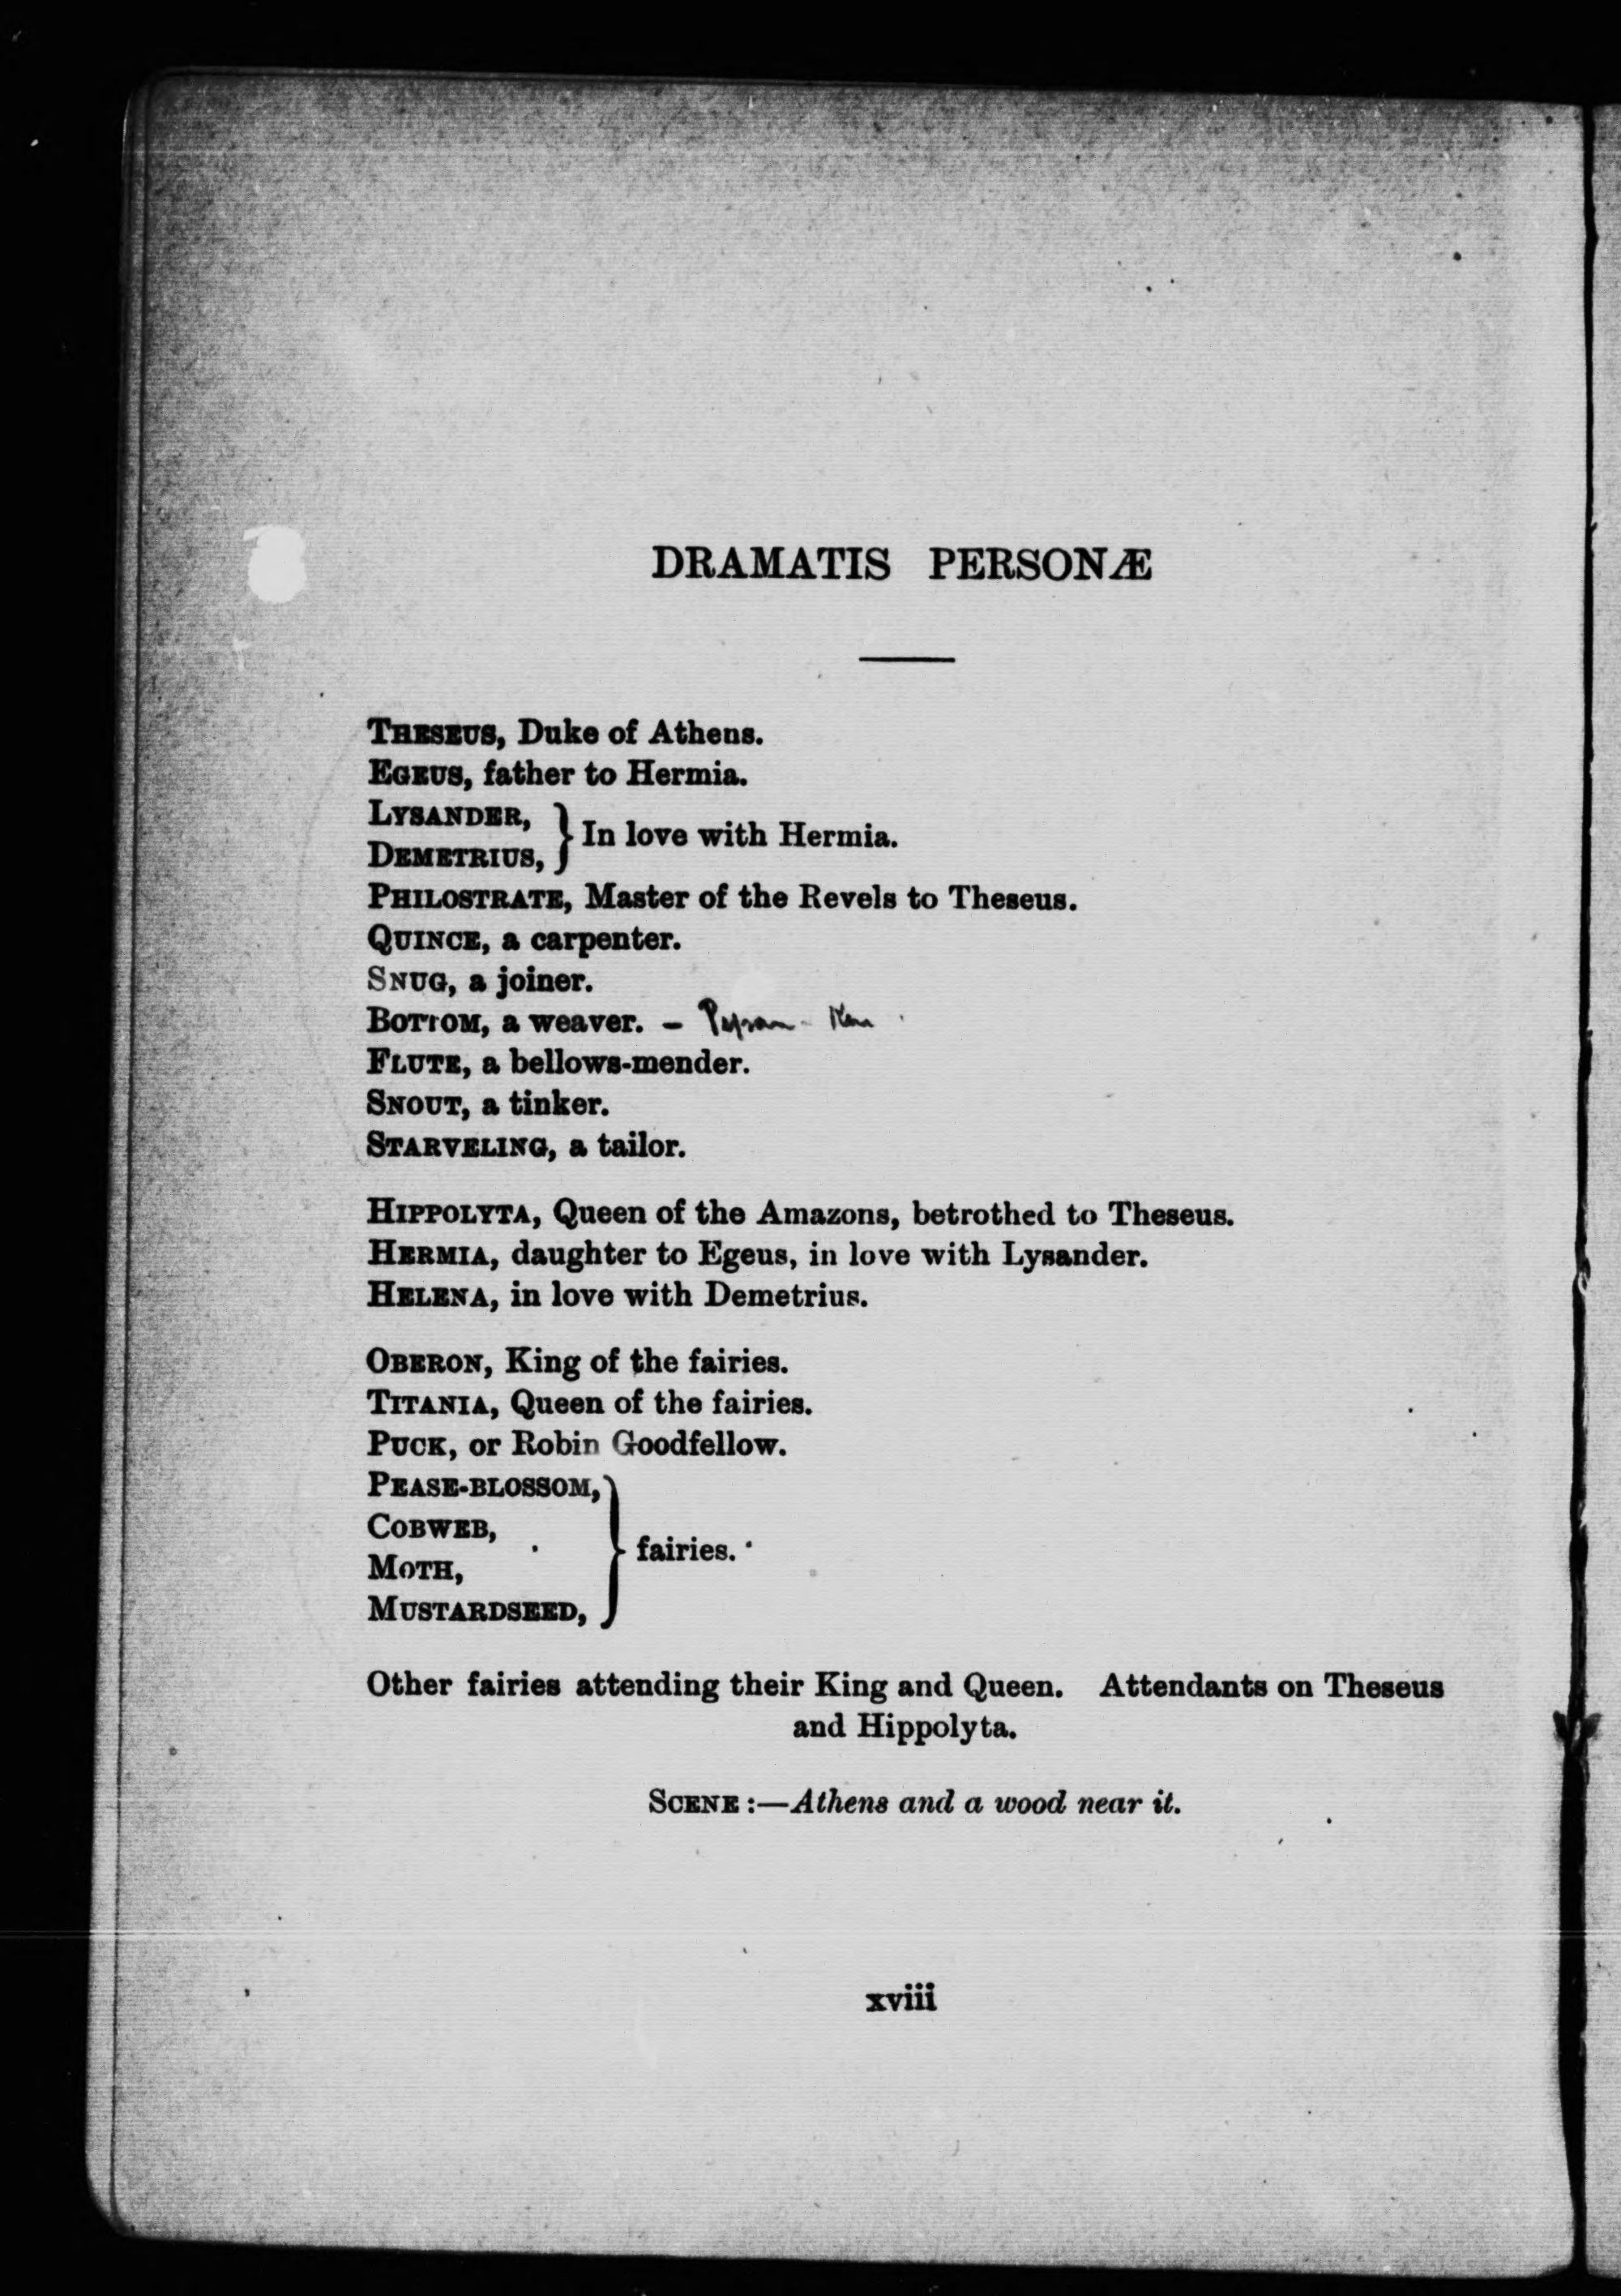 DRAMATIS PERSONÆ
THESEUS, Duke of Athens.
EGEUS, father to Hermia.
LYSANDER,
DEMETRIUS, } In love with Hermia.
PHILOSTRATE, Master of the Revels to Theseus.
QUINCE, a carpenter.
SNUG, a joiner.
BOTTOM, a weaver. –
FLUTE, a bellows-mender.
SNOUT, a tinker.
STARVELING, a tailor.
HIPPOLYTA, Queen of the Amazons, betrothed to Theseus.
HERMIA, daughter to Egeus, in love with Lysander.
HELENA, in love with Demetrius.
OBERON, King of the fairies.
TITANIA, Queen of the fairies.
PUCK, or Robin Goodfellow.
PEASE-BLOSSOM,
COBWEB,
MOTH,
MUSTARDSEED, } fairies.
Other fairies attending their King and Queen. Attendants on Theseus
and Hippolyta.
SCENE :—Athens and a wood near it.
xviii